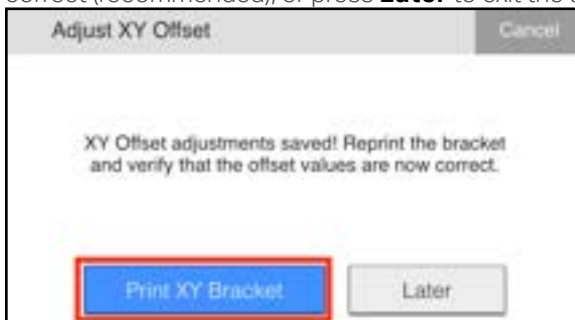 correct (recommended), or press Later to exit the
Adjust XY Offset
Cancel
XY Offset adjustments saved! Reprint the bracket
and verify that the offset values are now correct.
Print XY Bracket
Later